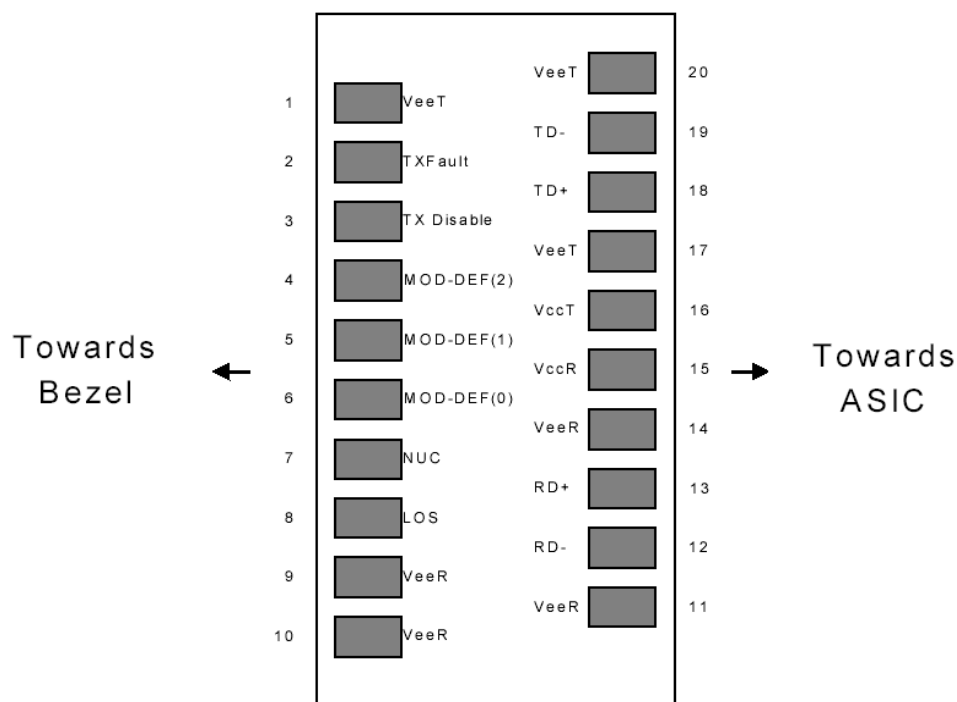 VeeT 20
1 VeeT
TD- 19
2 TXFault
TD+ 18
3 TX Disable
VeeT 17
4 MOD-DEF(2)
VccT 16
5 MOD-DEF(1)
Towards
Bezel
VccR 15
Towards
ASIC
6 MOD-DEF(0)
VeeR 14
7 NUC
RD+ 13
8 LOS
RD- 12
9 VeeR
VeeR 11
10 VeeR